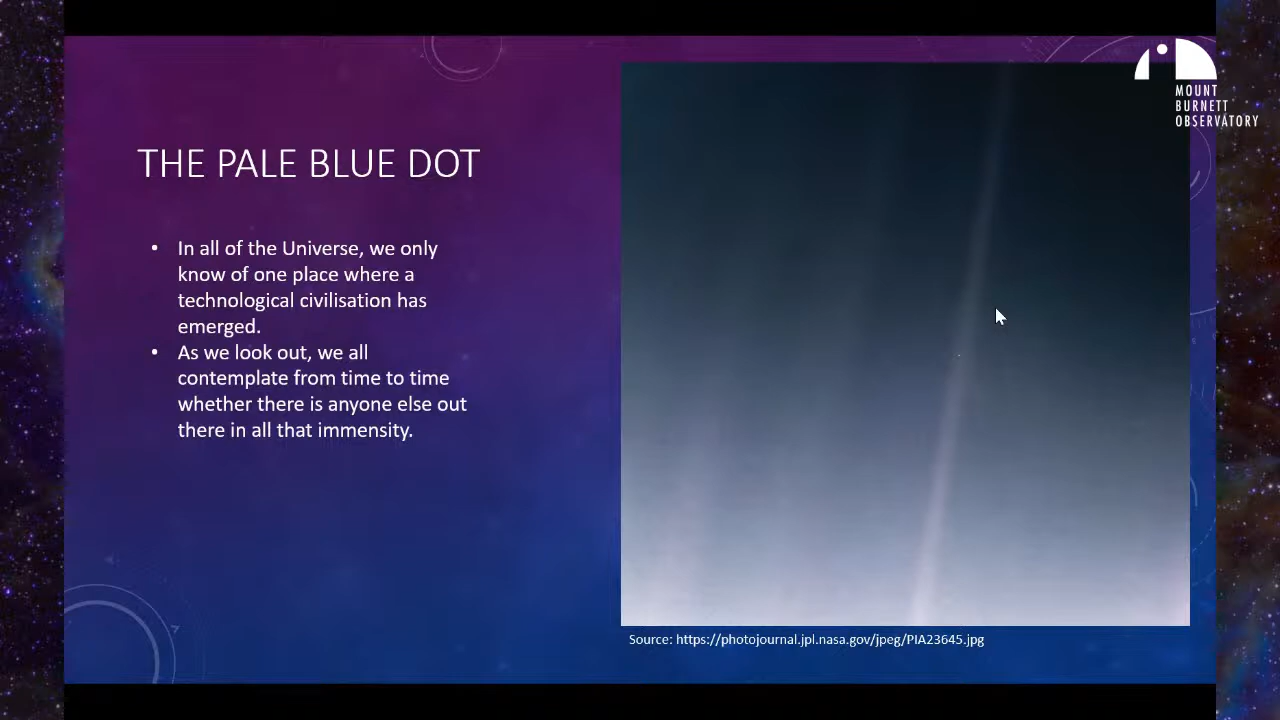 THE PALE BLUE DOT
• In all of the Universe, we only
know of one place where a
technological civilisation has
emerged.
• As we look out, we all
contemplate from time to time
whether there is anyone else out
there in all that immensity.
MOUNT
BURNETT
OBSERVATORY
Source: https://photojournal.jpl.nasa.gov/jpeg/PIA23645.jpg